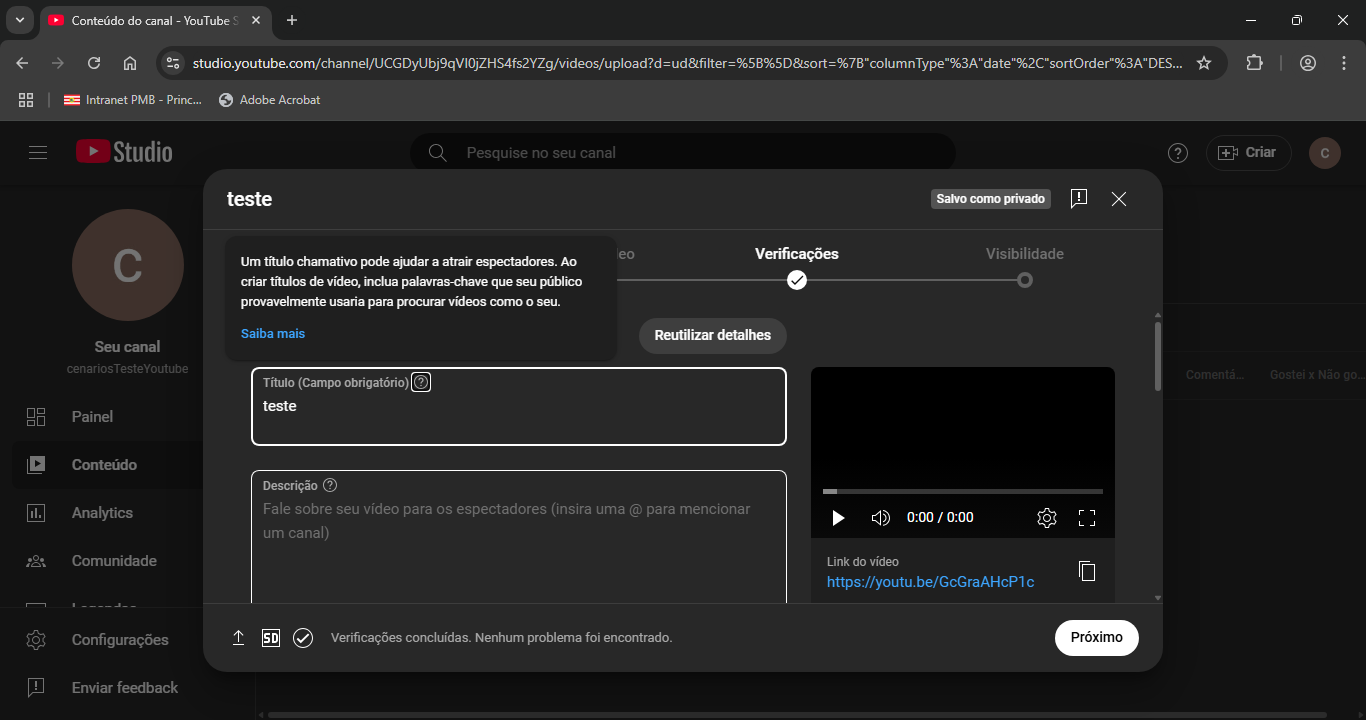 Conteúdo do canal - YouTube S
studio.youtube.com/channel/UCGDyUbj9qVI0jZHS4fs2YZg/videos/upload?d=ud&filter=%5B%5D&sort=%7B"columnType"%3A"date"%2C"sortOrder"%3A"DES...
Intranet PMB - Princ...
Adobe Acrobat
Studio
Pesquise no seu canal
Criar
C
teste
Salvo como privado
C
Um título chamativo pode ajudar a atrair espectadores. Ao
criar títulos de vídeo, inclua palavras-chave que seu público
provavelmente usaria para procurar vídeos como o seu.
Saiba mais
Verificações
Visibilidade
Reutilizar detalhes
Seu canal
cenariosTesteYoutube
Comentá...
Gostei x Não go...
Título (Campo obrigatório)
teste
Painel
Conteúdo
Analytics
Comunidade
Configurações
Enviar feedback
Descrição
Fale sobre seu vídeo para os espectadores (insira uma @ para mencionar
um canal)
0:00 / 0:00
Link do vídeo
https://youtu.be/GcGraAHcP1c
SD
Verificações concluídas. Nenhum problema foi encontrado.
Próximo